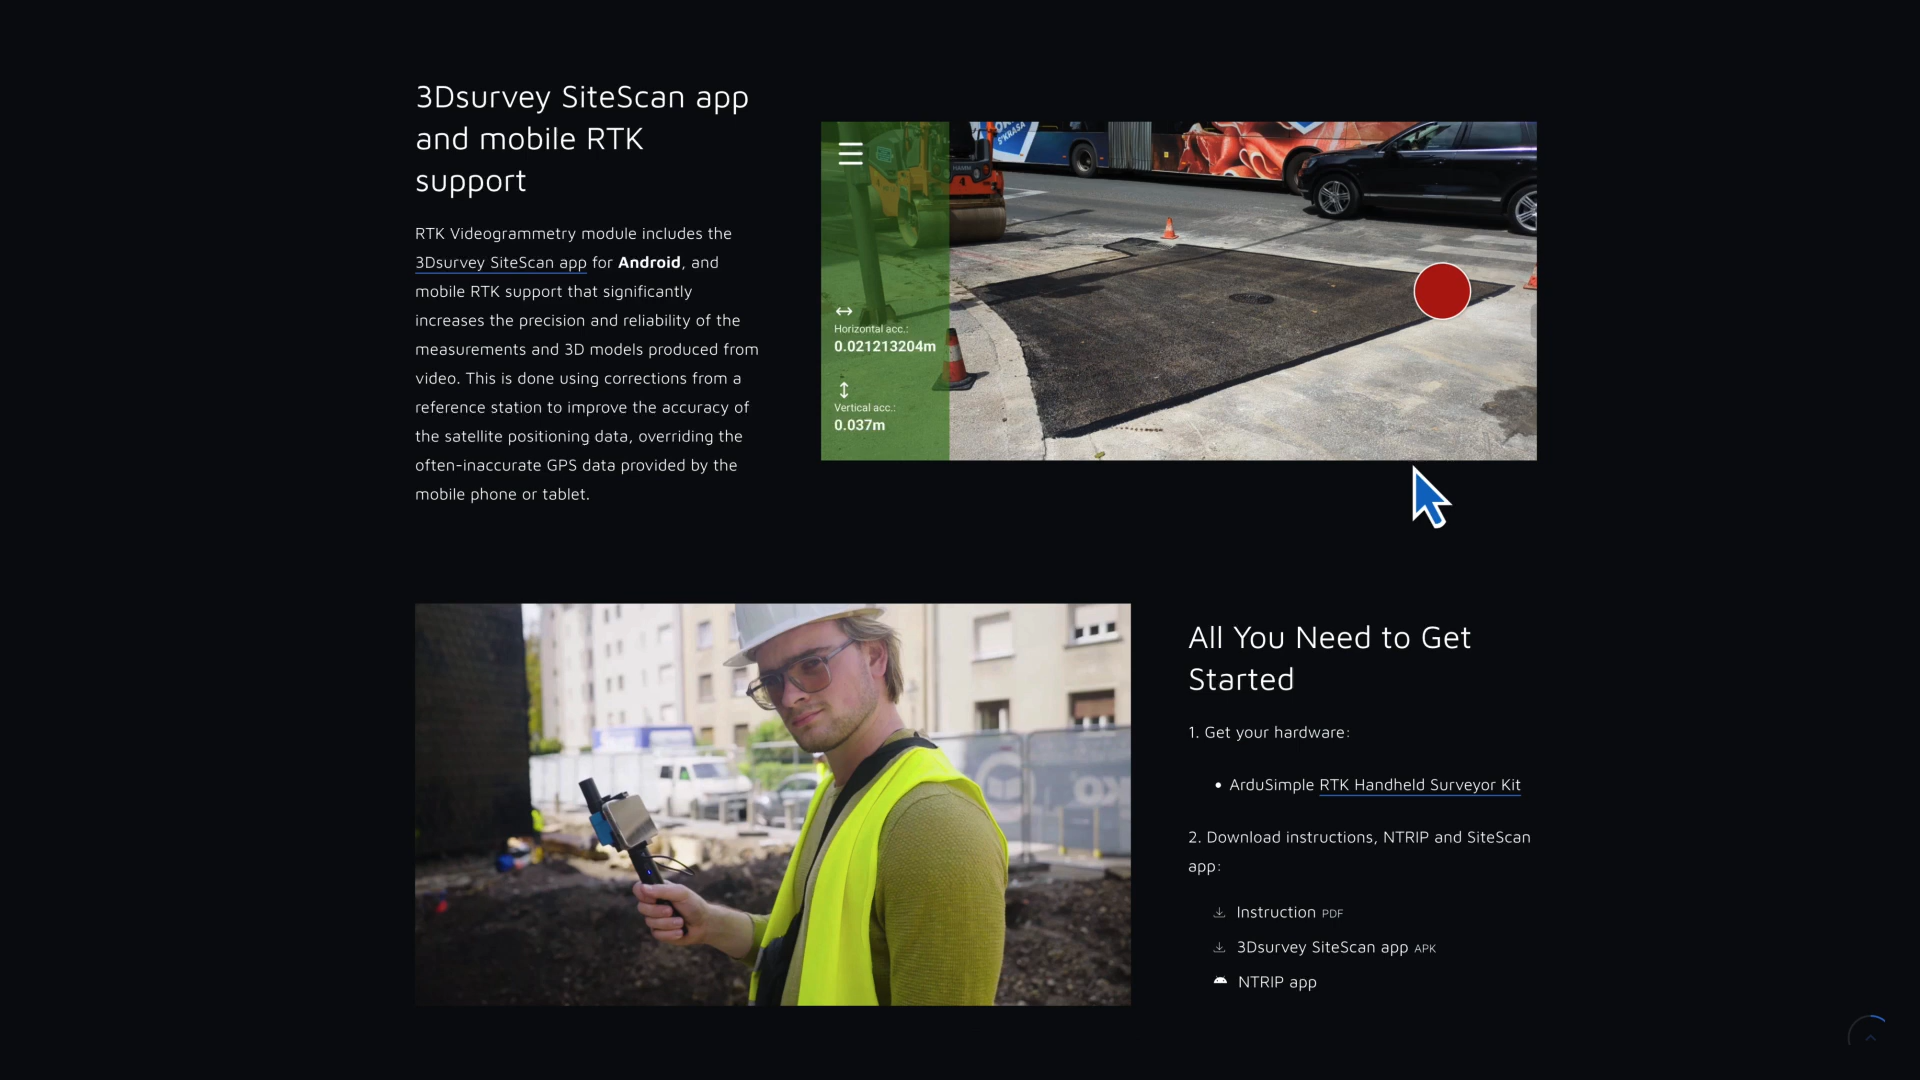 3Dsurvey SiteScan app
and mobile RTK
support
RTK Videogrammetry module includes the
3Dsurvey SiteScan app for Android, and
mobile RTK support that significantly
increases the precision and reliability of the
measurements and 3D models produced from
video. This is done using corrections from a
reference station to improve the accuracy of
the satellite positioning data, overriding the
often-inaccurate GPS data provided by the
mobile phone or tablet.
S'KRASA
HAMM
Horizontal acc.:
0.021213204m
Vertical acc.:
0.037m
All You Need to Get
Started
1. Get your hardware:
• ArduSimple RTK Handheld Surveyor Kit
2. Download instructions, NTRIP and SiteScan
app:
Instruction PDF
3Dsurvey SiteScan app APK
NTRIP app